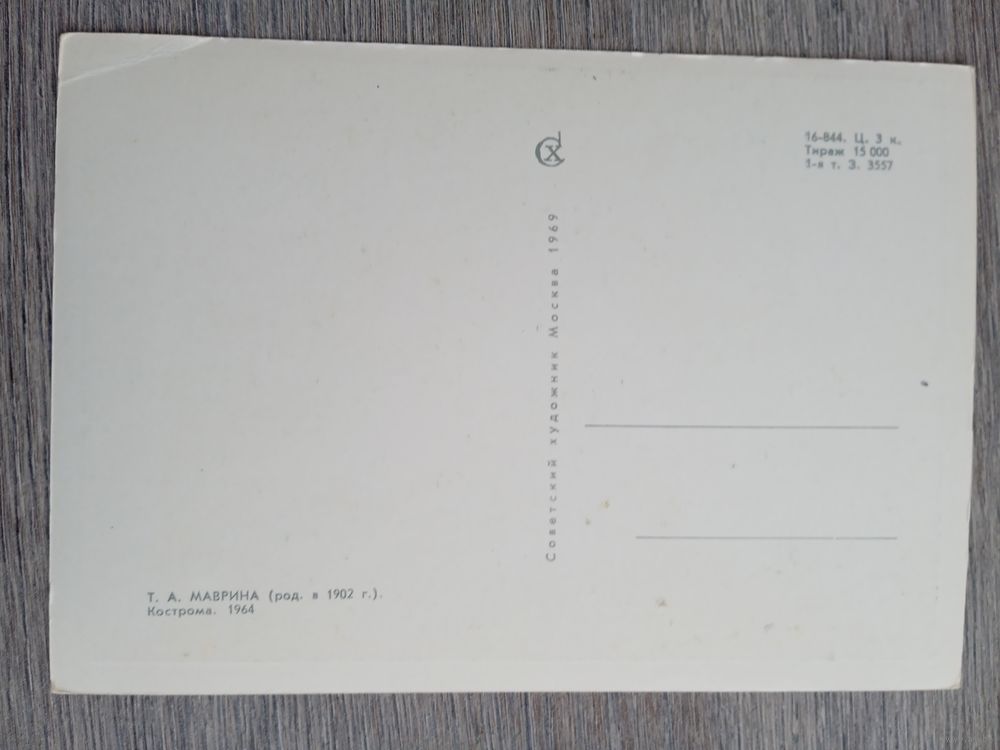 СХ
16-844. Ц. 3 к.
Тираж 15 000
1-я т. З. 3557
Советский художник Москва 1969
Т. А. МАВРИНА (род. в 1902 г.).
Кострома. 1964